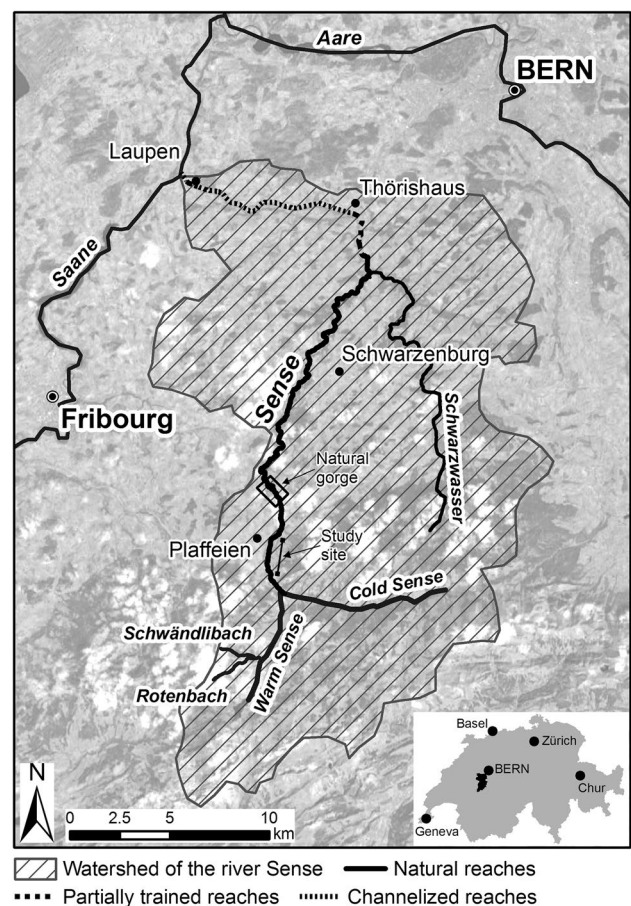 Aare
BERN
Laupen
Thörishaus
Saane
Schwarzenburg
Sense
Fribourg
Schwarzwasser
Natural
gorge
Plaffeien
Study
site
Cold Sense
Schwändlibach
Warm Sense
Rotenbach
Basel
Zürich
BERN
Chur
Geneva
N
0 2.5 5 10
km
Watershed of the river Sense Natural reaches
Partially trained reaches Channelized reaches